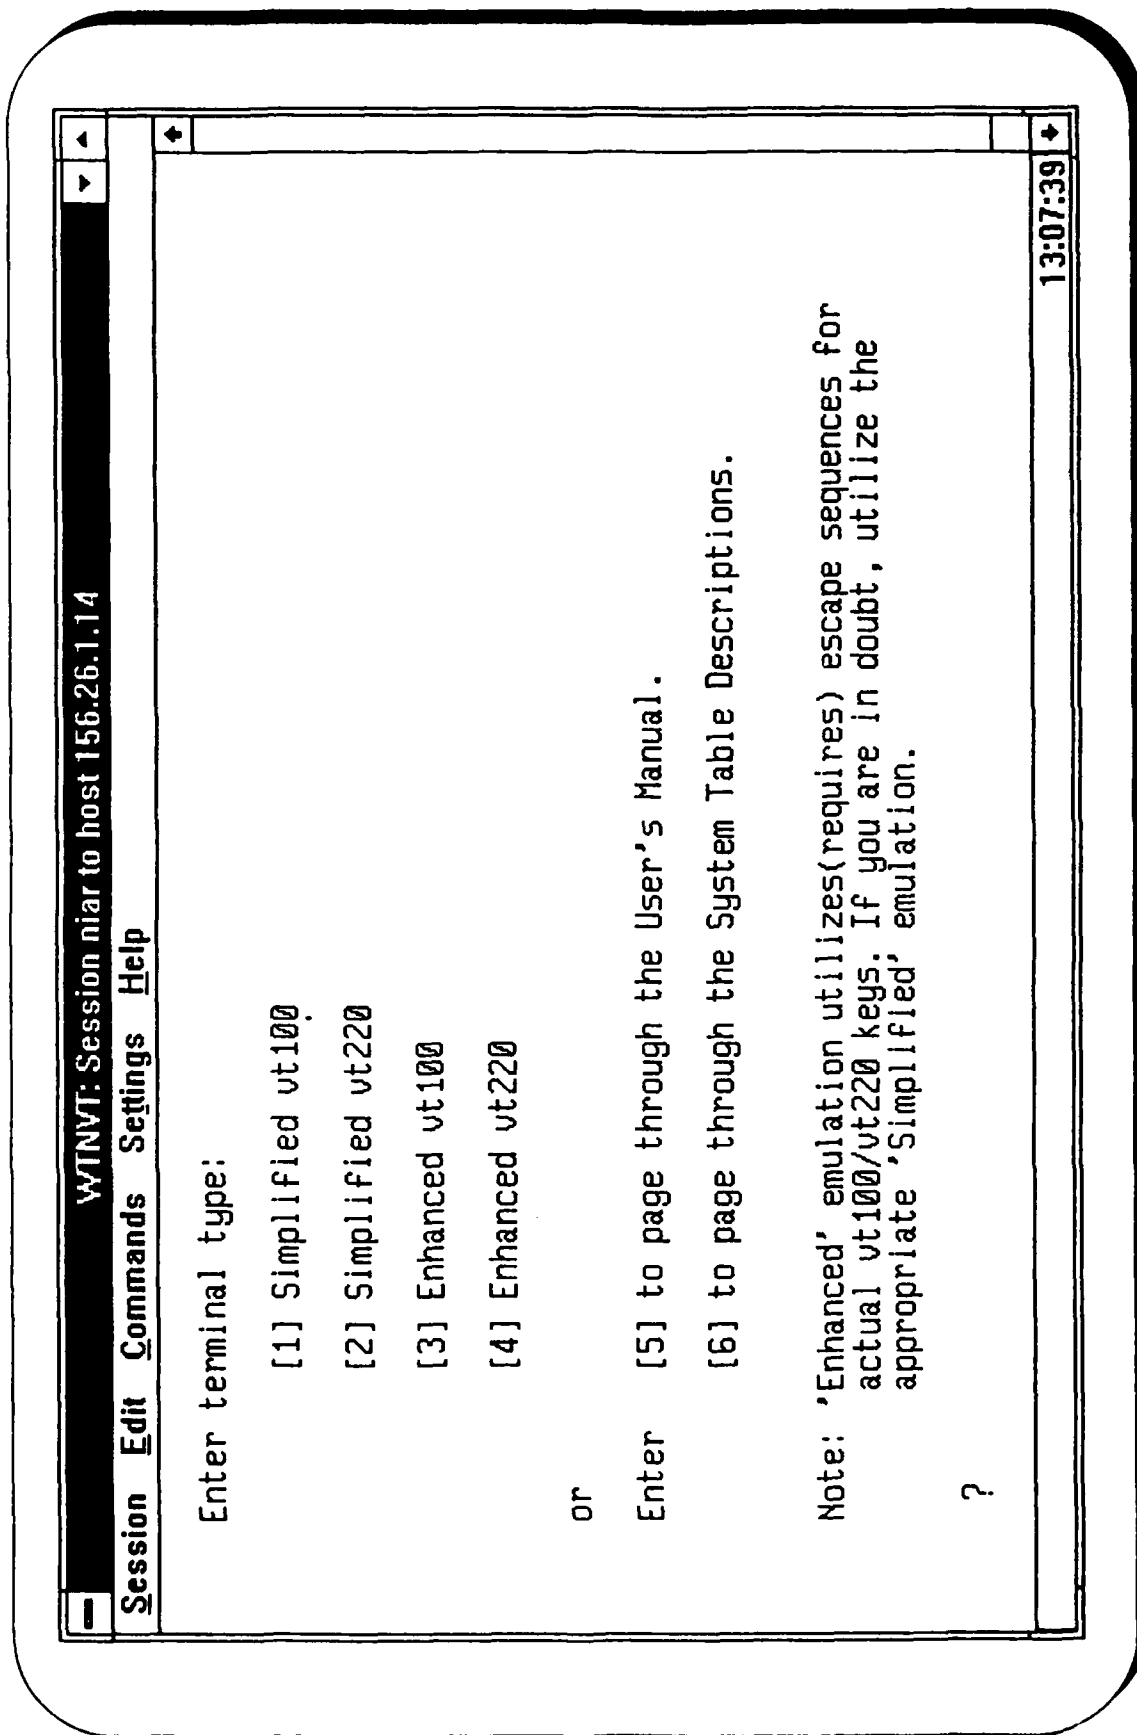 WINVT: Session niar to host 156.26.1.14
Session Edit Commands Settings Help
Enter terminal type:
[1] Simplified vt100
[2] Simplified vt220
[3] Enhanced vt100
[4] Enhanced vt220
or
Enter [5] to page through the User's Manual.
[6] to page through the System Table Descriptions.
Note: 'Enhanced' emulation utilizes(requires) escape sequences for
actual vt100/vt220 keys. If you are in doubt, utilize the
appropriate 'Simplified' emulation.
?
13:07:39